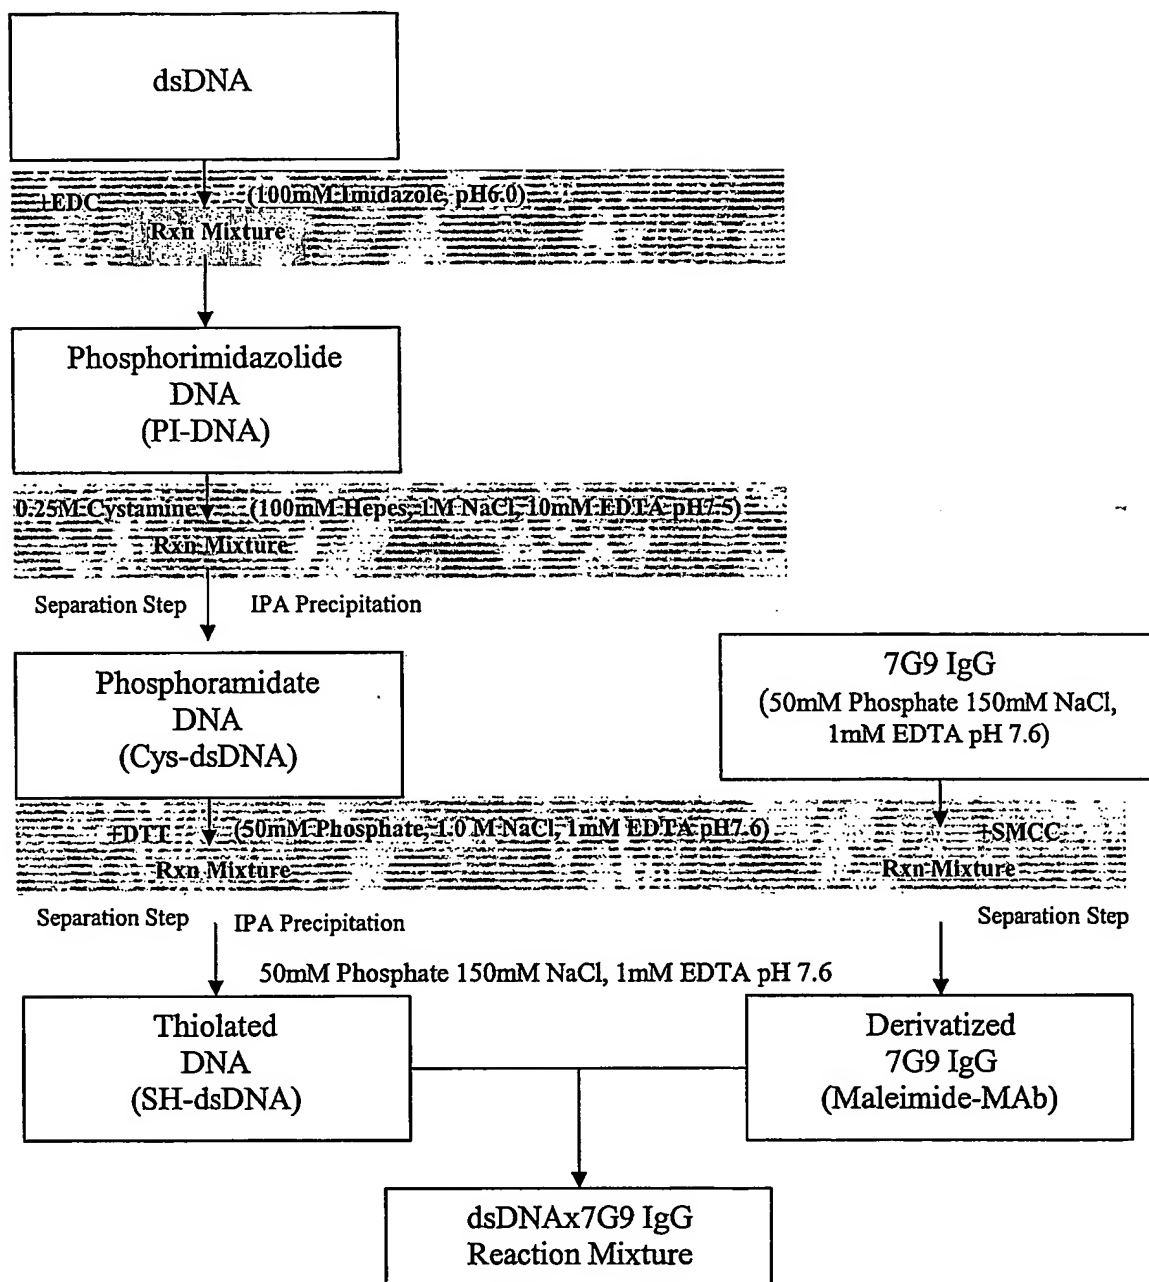 dsDNA
+EDC (100mM Imidazole, pH6.0)
Rxn Mixture
Phosphorimidazolide
DNA
(PI-DNA)
0.25M Cystamine (100mM Hepes, 1M NaCl, 10mM EDTA pH7.5)
Rxn Mixture
Separation Step IPA Precipitation
Phosphoramidate
DNA
(Cys-dsDNA)
7G9 IgG
(50mM Phosphate 150mM NaCl,
1mM EDTA pH 7.6)
+DTT (50mM Phosphate, 1.0 M NaCl, 1mM EDTA pH7.6)
Rxn Mixture
+SMCC
Rxn Mixture
Separation Step IPA Precipitation
Separation Step
50mM Phosphate 150mM NaCl, 1mM EDTA pH 7.6
Thiolated
DNA
(SH-dsDNA)
Derivatized
7G9 IgG
(Maleimide-MAb)
dsDNAx7G9 IgG
Reaction Mixture